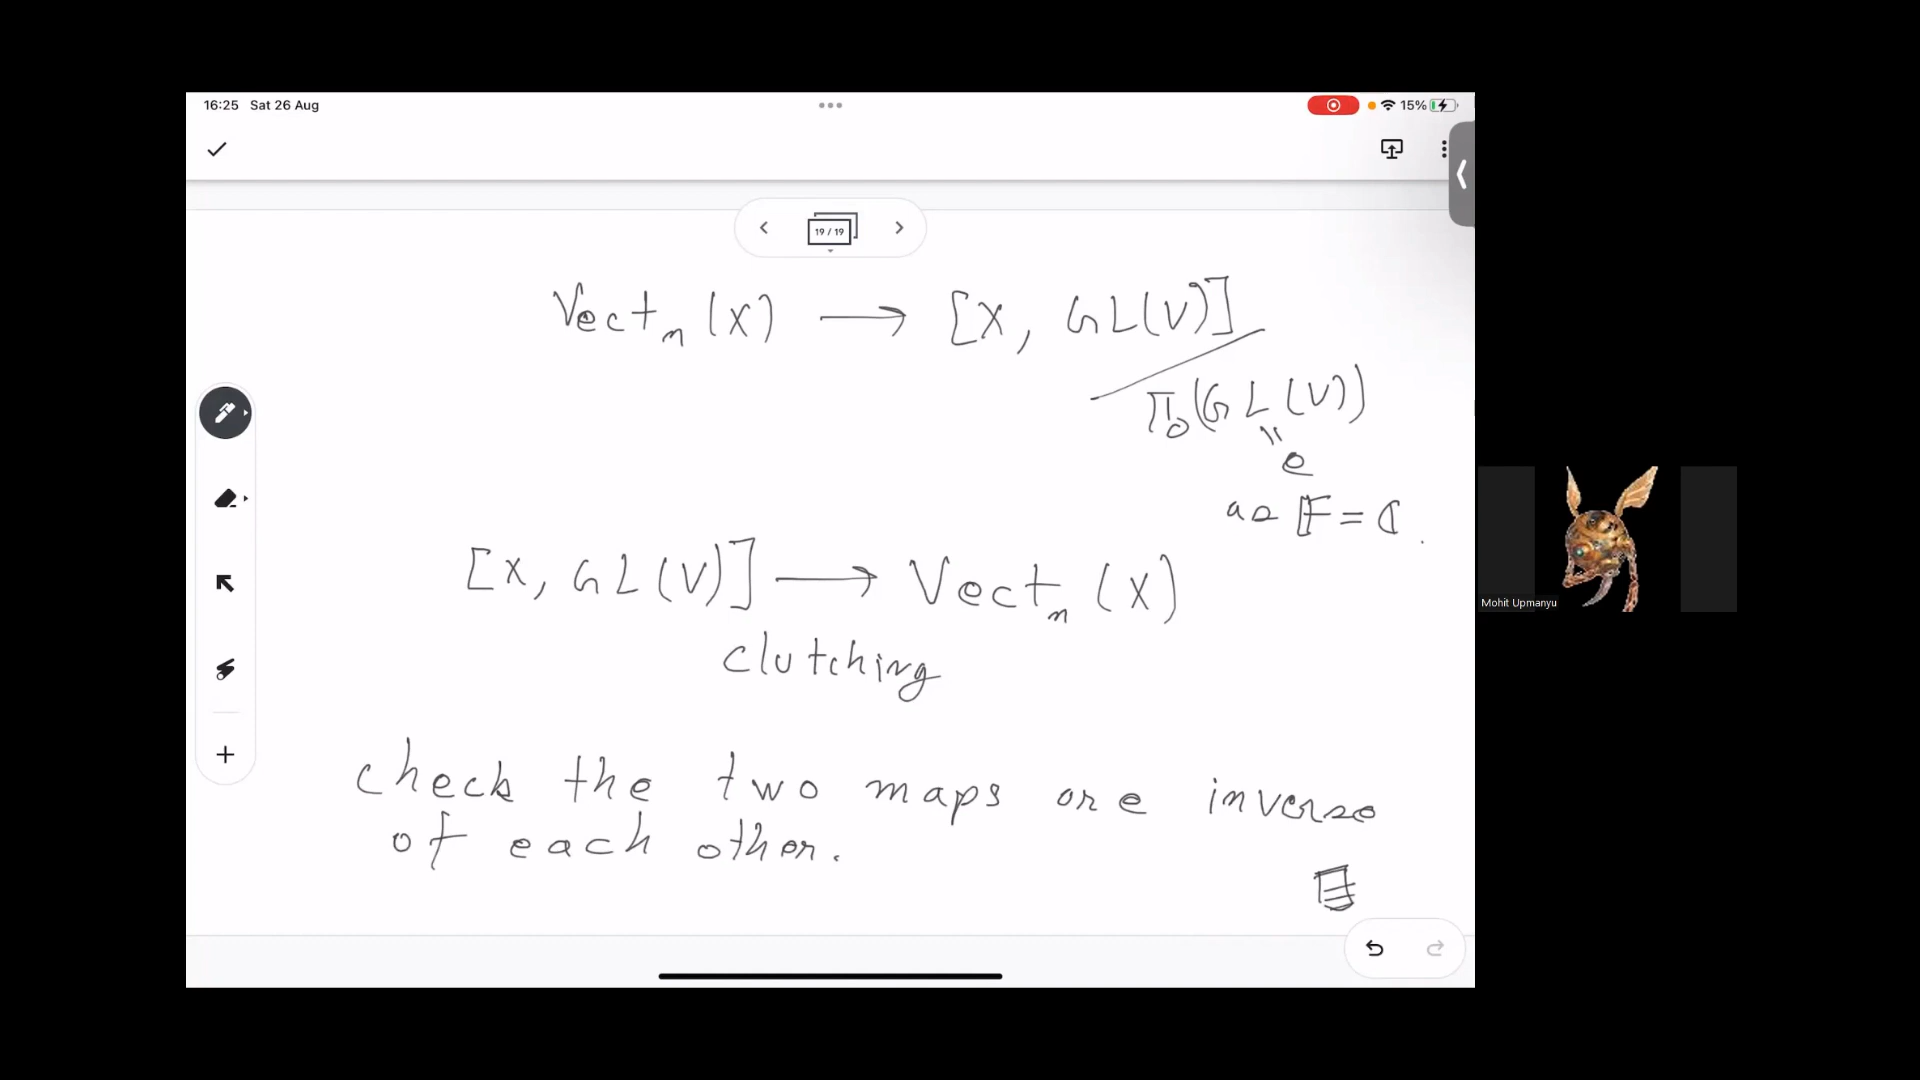 16:25 Sat 26 Aug
15%
19 / 19
Vect_n (X) ⟶ [X, GL(V)]
π_0(GL(V))
=
e
as 𝔽 = ℂ.
[X, GL(V)] ⟶ Vect_n (X)
clutching
Mohit Upmanyu
check the two maps are inverse
of each other.